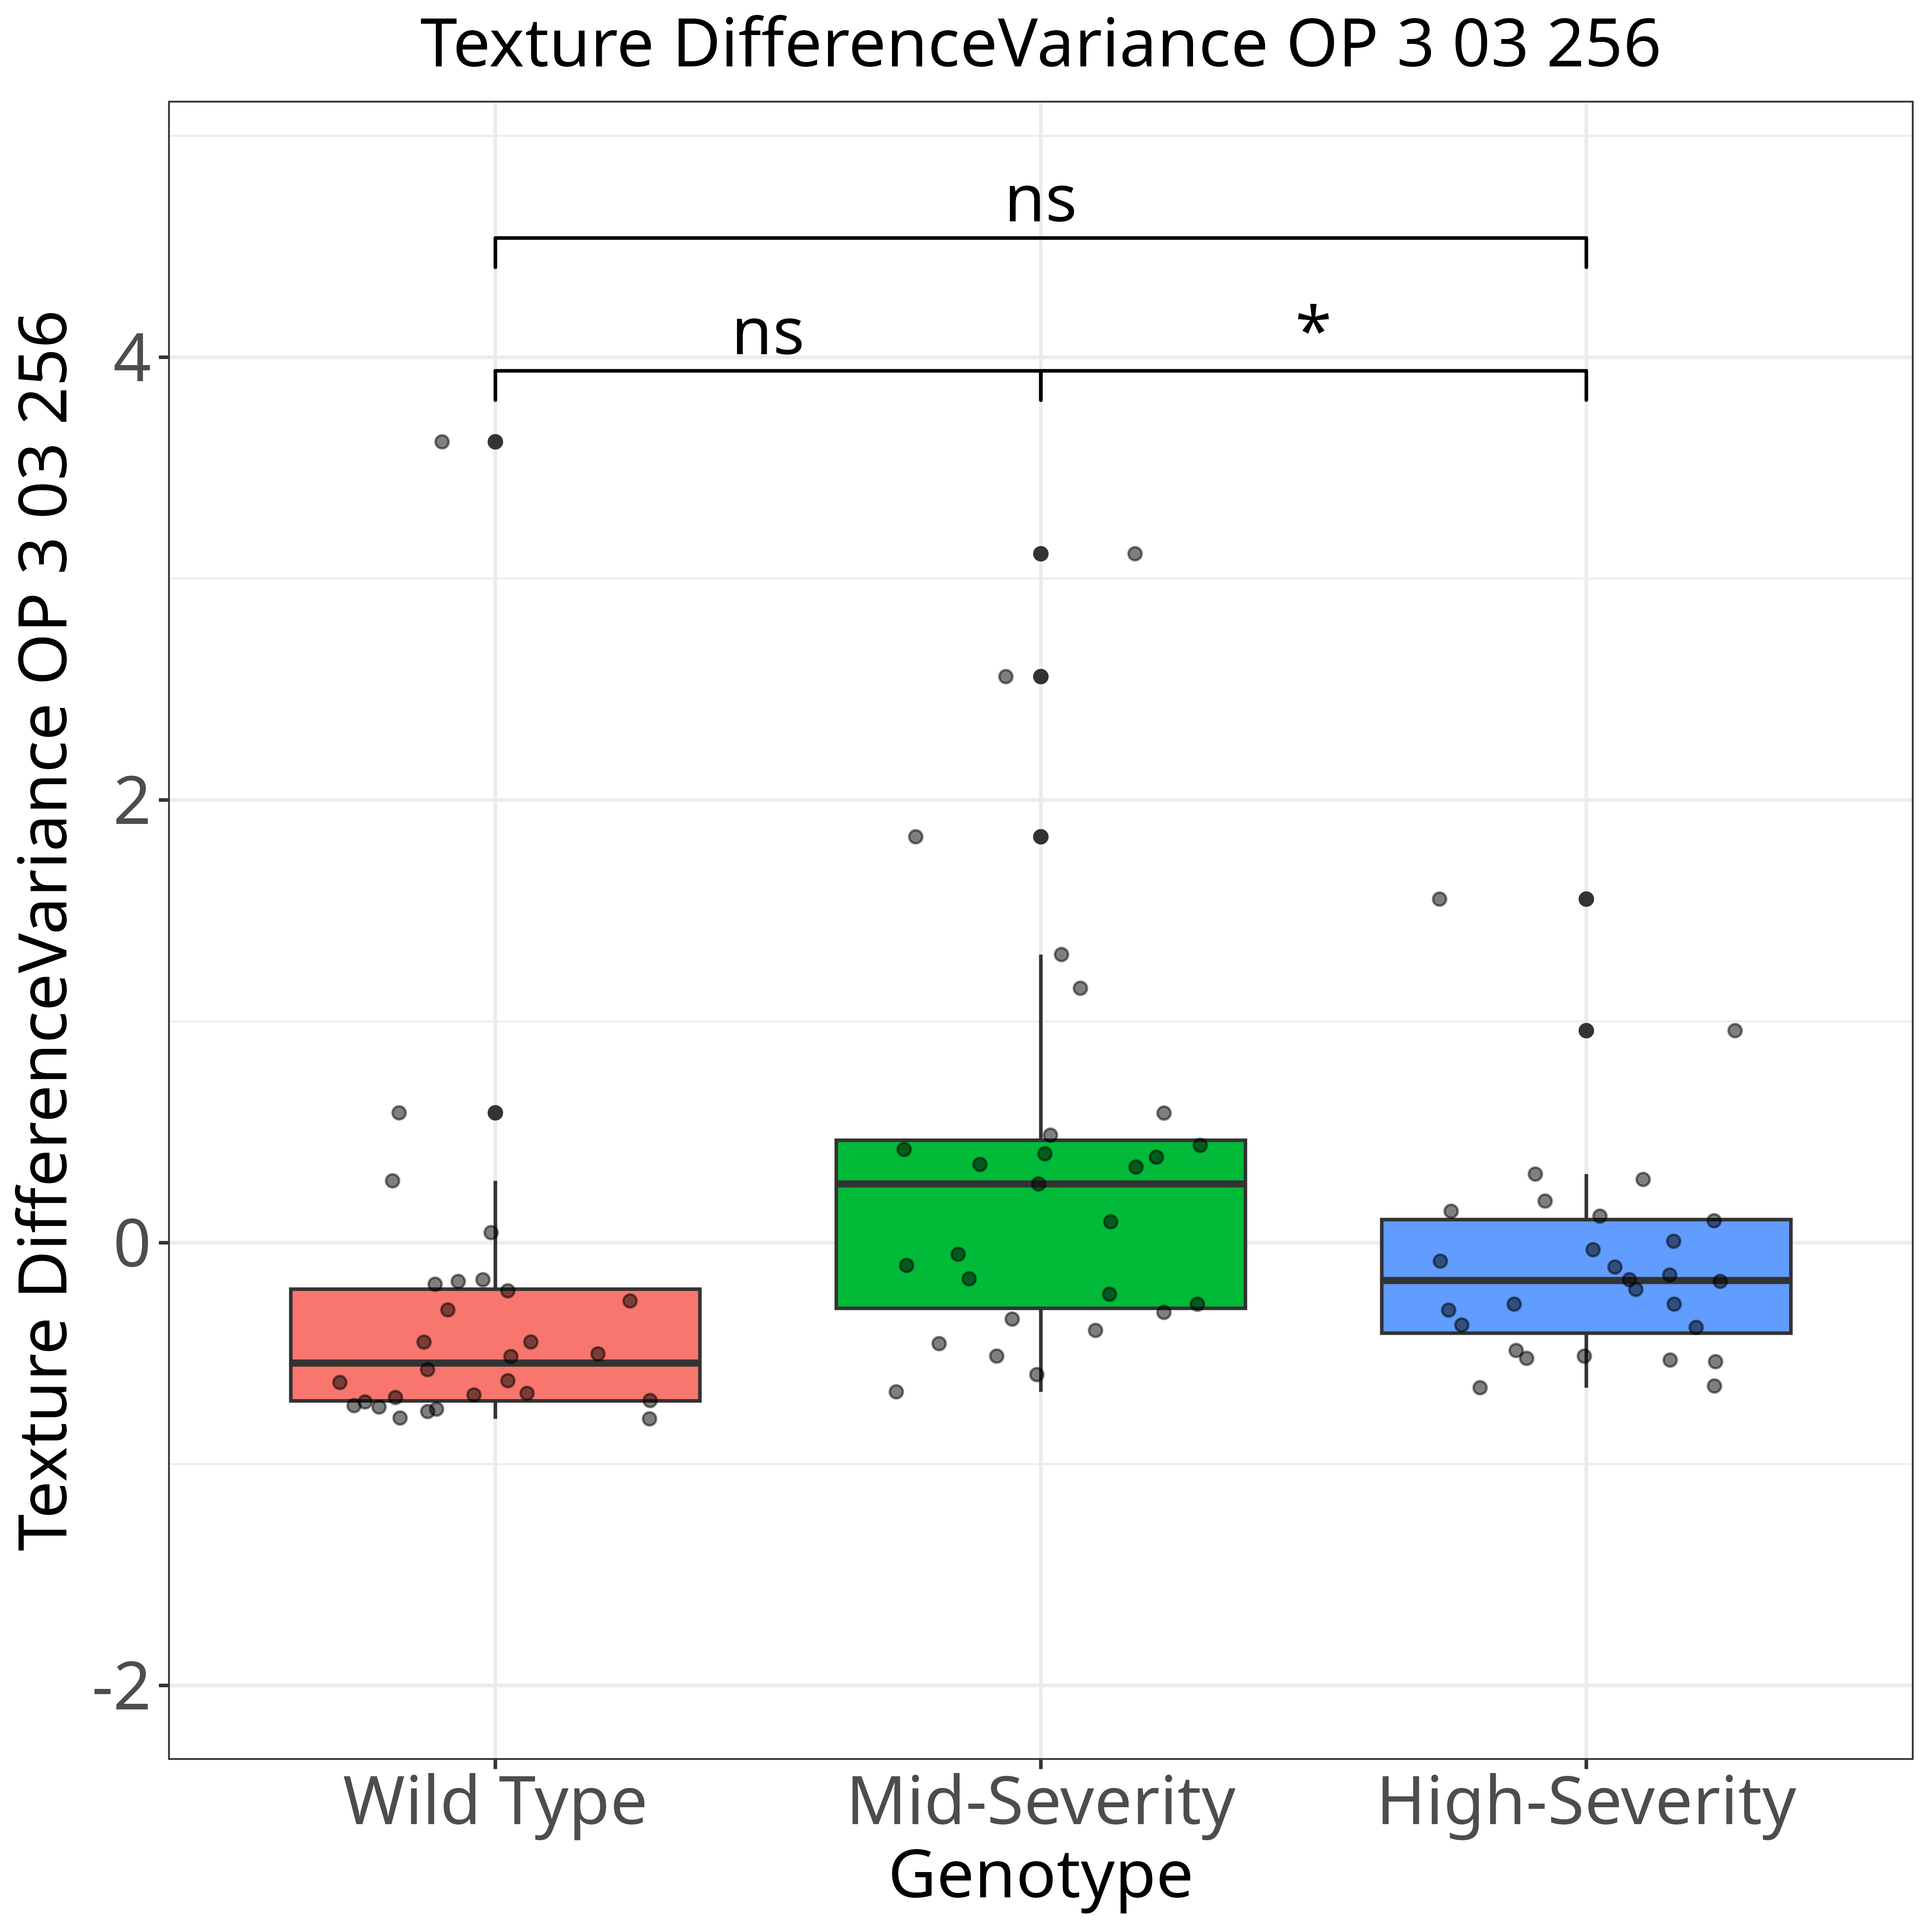 Texture DifferenceVariance OP 3 03 256
Texture DifferenceVariance OP 3 03 256
ns
ns
*
4
2
0
-2
Wild Type
Mid-Severity
High-Severity
Genotype